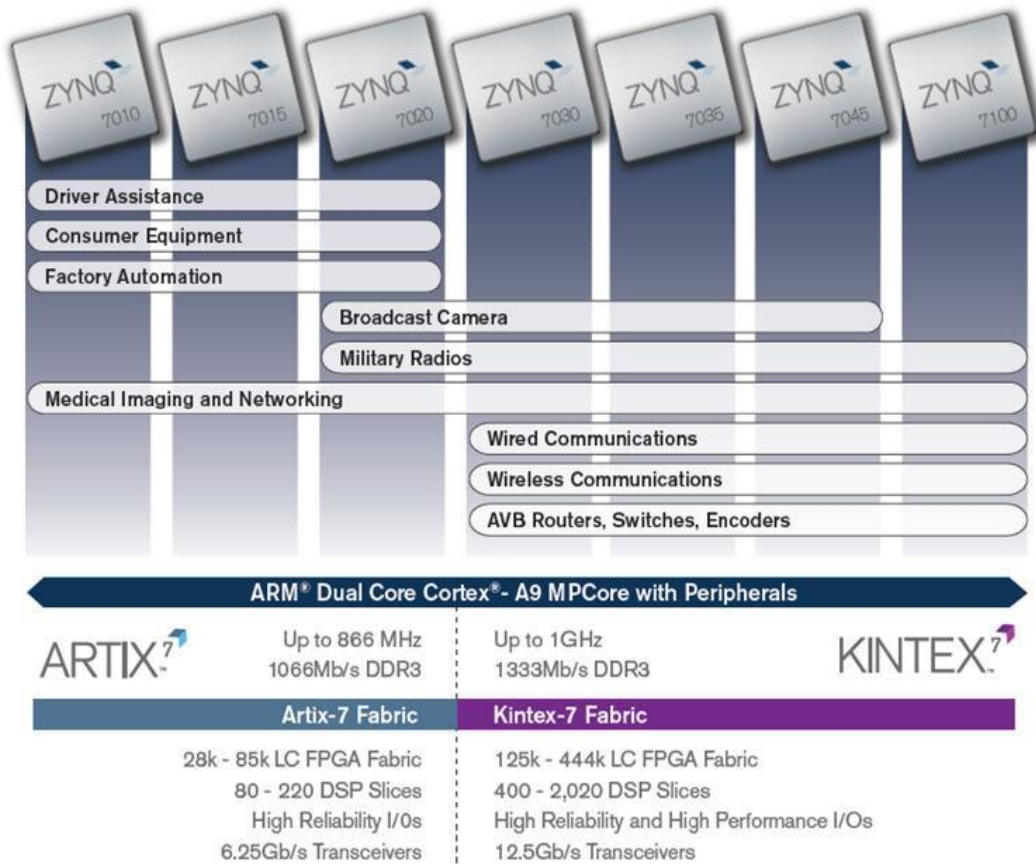 ZYNQ 7010
ZYNQ 7015
ZYNQ 7020
ZYNQ 7030
ZYNQ 7035
ZYNQ 7045
ZYNQ 7100
Driver Assistance
Consumer Equipment
Factory Automation
Broadcast Camera
Military Radios
Medical Imaging and Networking
Wired Communications
Wireless Communications
AVB Routers, Switches, Encoders
ARM® Dual Core Cortex®- A9 MPCore with Peripherals
ARTIX⁷™
Up to 866 MHz
1066Mb/s DDR3
Up to 1GHz
1333Mb/s DDR3
KINTEX⁷™
Artix-7 Fabric
Kintex-7 Fabric
28k - 85k LC FPGA Fabric
80 - 220 DSP Slices
High Reliability I/0s
6.25Gb/s Transceivers
125k - 444k LC FPGA Fabric
400 - 2,020 DSP Slices
High Reliability and High Performance I/Os
12.5Gb/s Transceivers